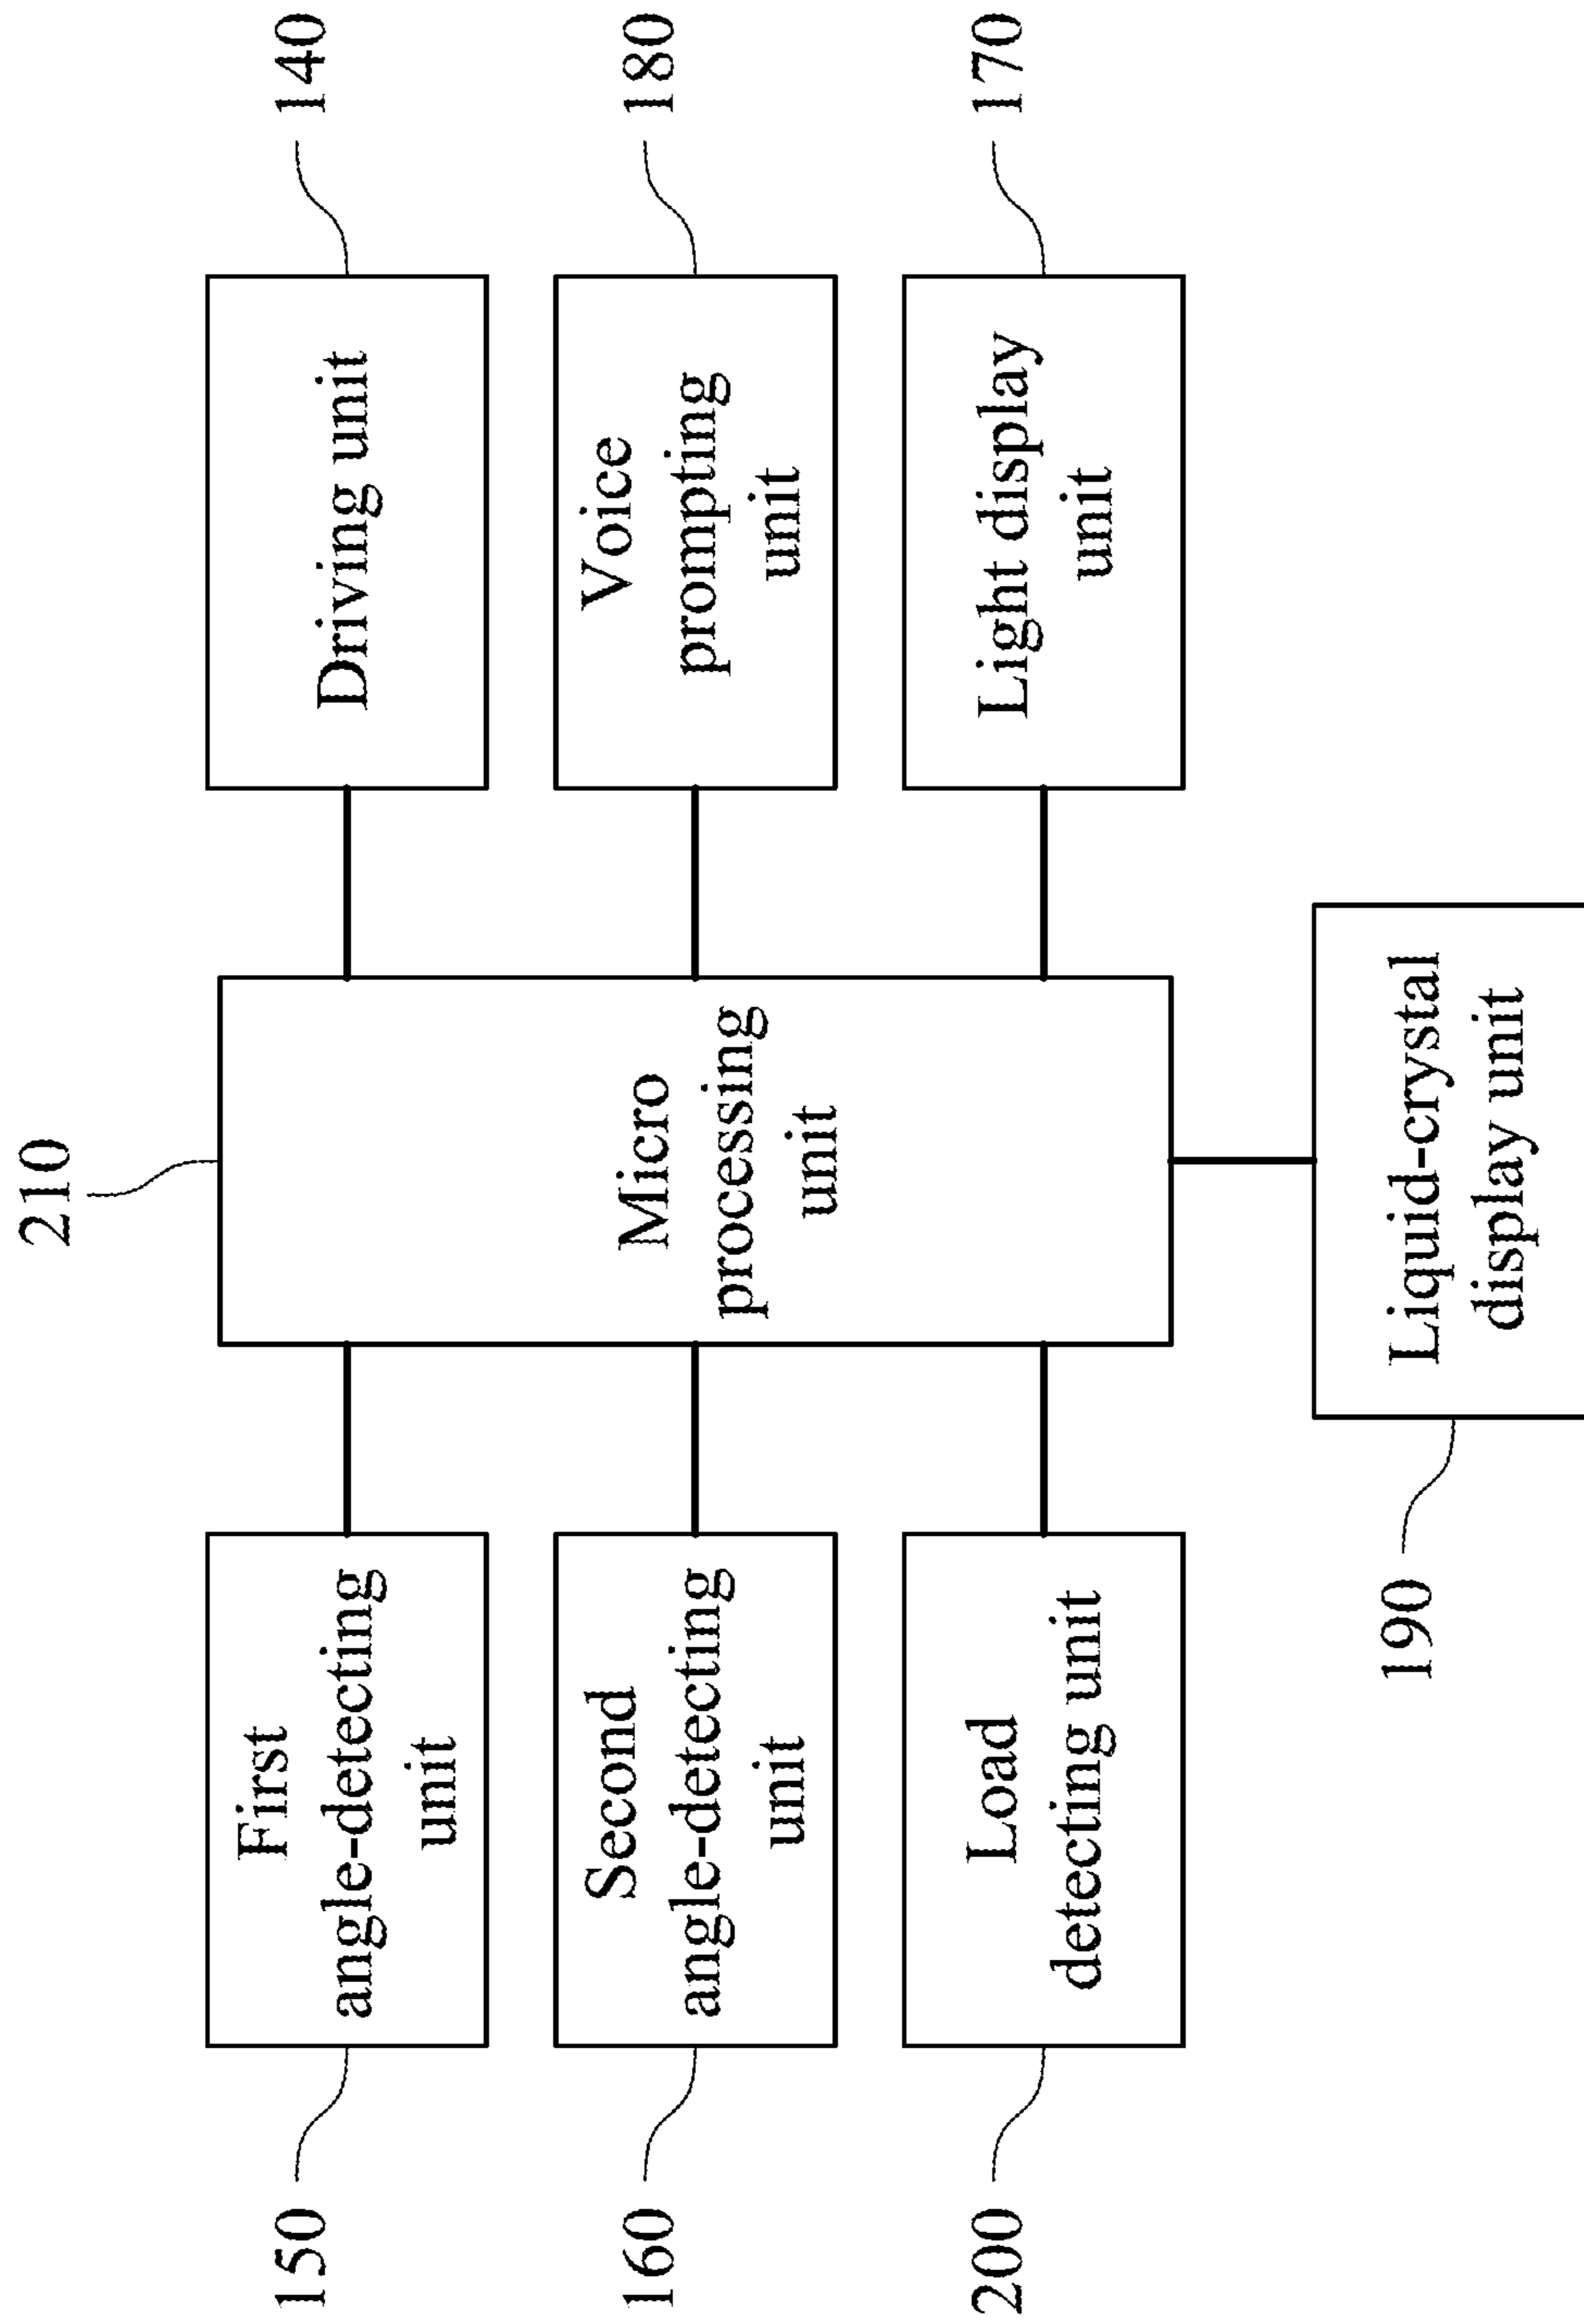 210
150
First
angle-detecting
unit
Micro
processing
unit
Driving unit
140
160
Second
angle-detecting
unit
Voice
prompting
unit
180
200
Load
detecting unit
Light display
unit
170
190
Liquid-crystal
display unit